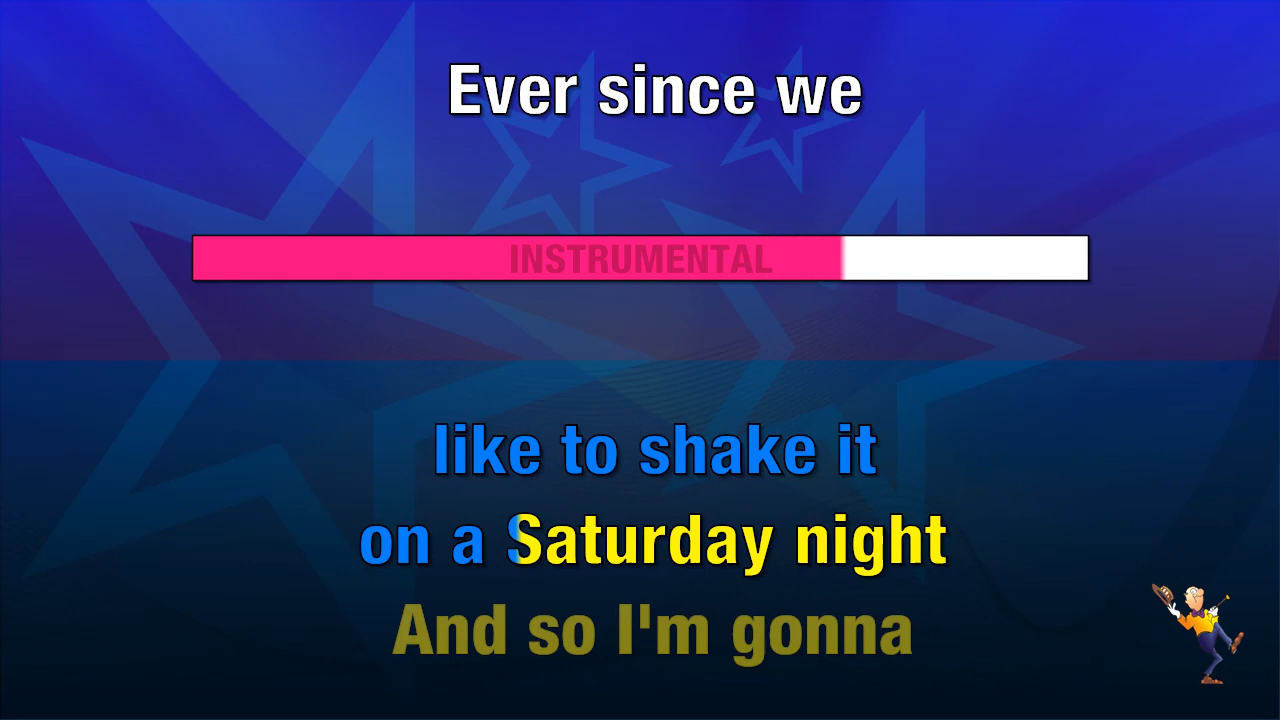 Ever since we
INSTRUMENTAL
like to shake it
on a Saturday night
And so I'm gonna